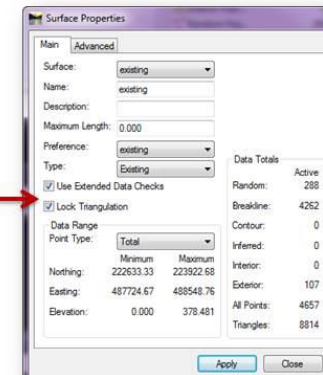 Surface Properties
Main Advanced
Surface: existing
Name: existing
Description:
Maximum Length: 0.000
Preference: existing
Type: Existing
Use Extended Data Checks
Lock Triangulation
Data Range
Point Type: Total
Minimum Maximum
Northing: 222633.33 223922.68
Easting: 487724.67 488548.76
Elevation: 0.000 378.481
Data Totals
Active
Random: 288
Breakline: 4262
Contour: 0
Inferred: 0
Interior: 0
Exterior: 107
All Points: 4657
Triangles: 8814
Apply Close